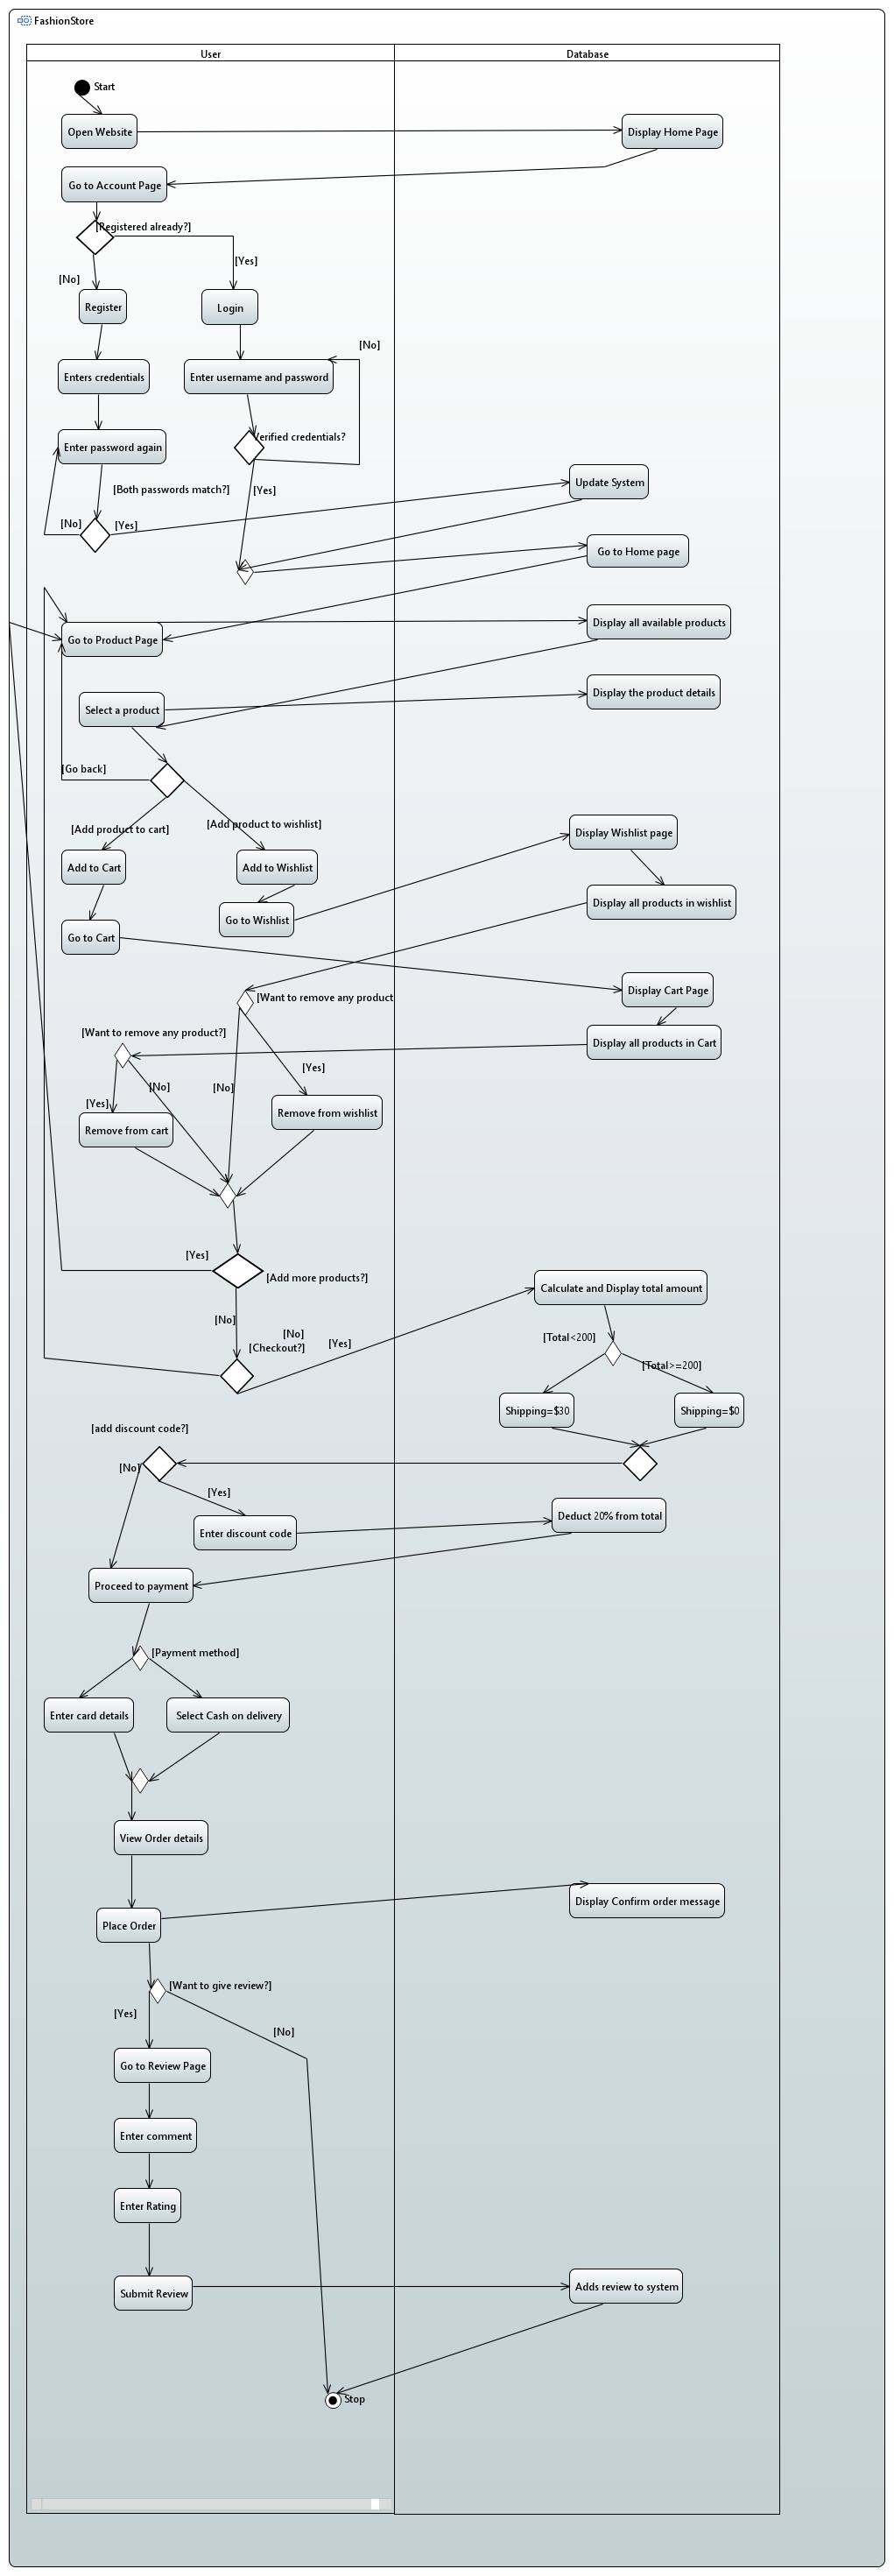 FashionStore
User
Database
Start
Open Website
Display Home Page
Go to Account Page
[Registered already?]
[Yes]
[No]
Register
Login
[No]
Enters credentials
Enter username and password
Verified credentials?
Enter password again
[Both passwords match?]
[Yes]
Update System
[No]
[Yes]
Go to Home page
Go to Product Page
Display all available products
Select a product
Display the product details
[Go back]
[Add product to cart]
[Add product to wishlist]
Display Wishlist page
Add to Cart
Add to Wishlist
Display all products in wishlist
Go to Wishlist
Go to Cart
Display Cart Page
[Want to remove any product
[Want to remove any product?]
Display all products in Cart
[Yes]
[No]
[No]
[Yes]
Remove from wishlist
Remove from cart
[Yes]
[Add more products?]
Calculate and Display total amount
[No]
[No]
[Checkout?]
[Yes]
[Total<200]
[Total>=200]
Shipping=$30
Shipping=$0
[add discount code?]
[No]
[Yes]
Enter discount code
Deduct 20% from total
Proceed to payment
[Payment method]
Enter card details
Select Cash on delivery
View Order details
Display Confirm order message
Place Order
[Want to give review?]
[Yes]
[No]
Go to Review Page
Enter comment
Enter Rating
Submit Review
Adds review to system
Stop